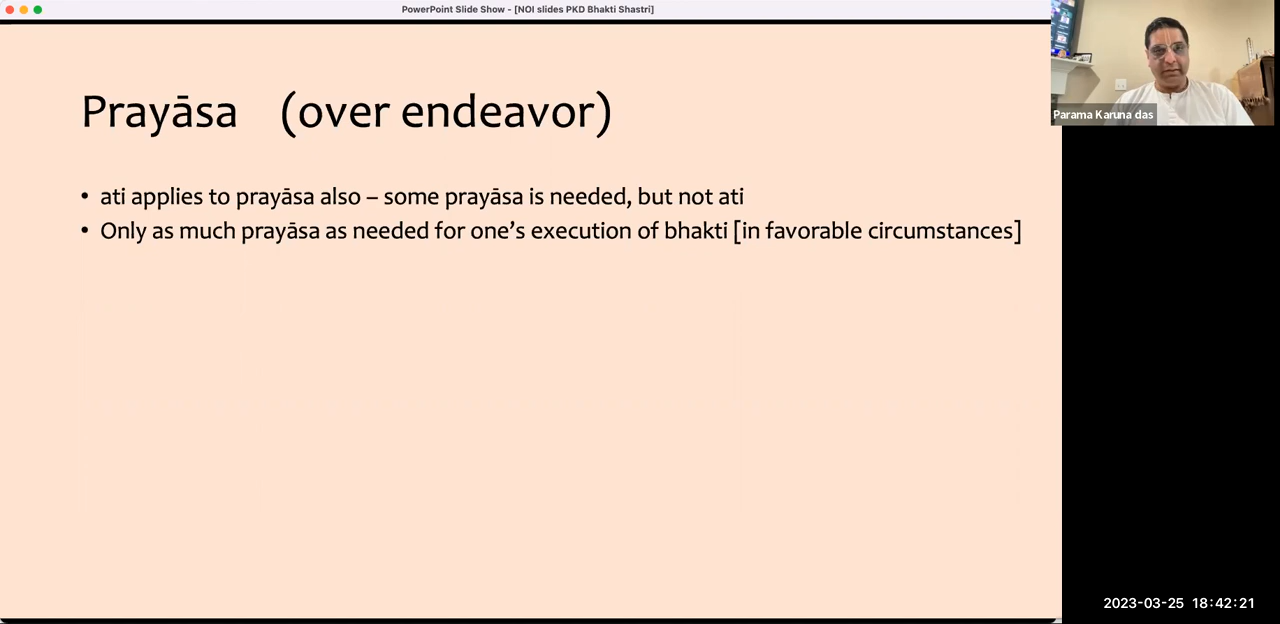 PowerPoint Slide Show - [NOI slides PKD Bhakti Shastri]
Prayāsa (over endeavor)
• ati applies to prayāsa also – some prayāsa is needed, but not ati
• Only as much prayāsa as needed for one’s execution of bhakti [in favorable circumstances]
Parama Karuna das
2023-03-25 18:42:21